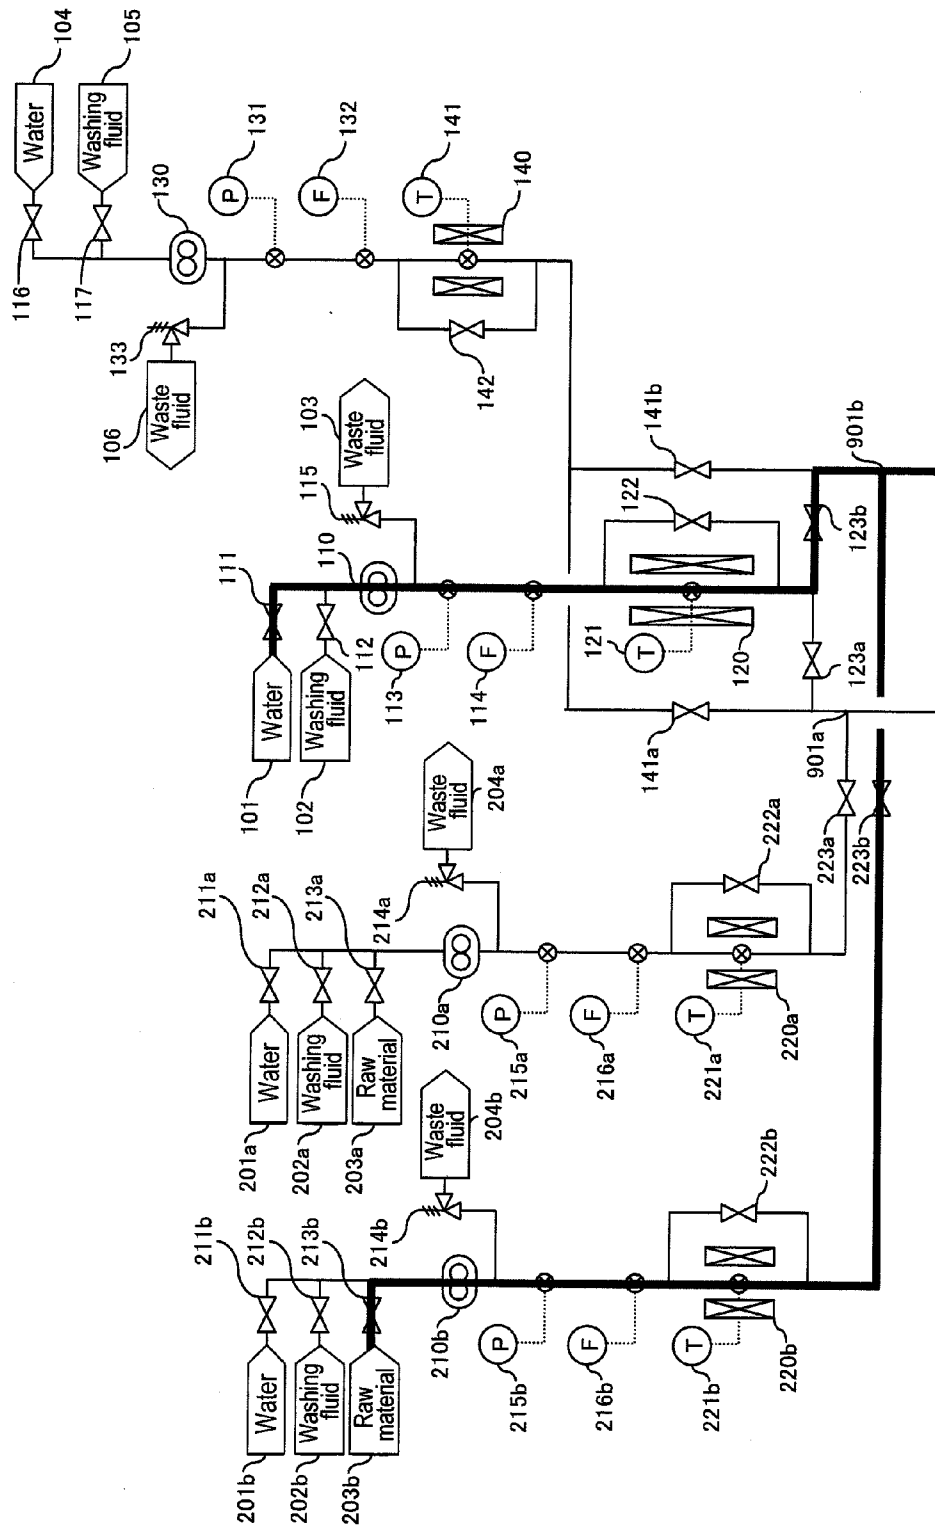 104
Water
105
Washing
fluid
116
117
130
P
131
133
106
Waste
fluid
F
132
T
141
140
142
103
Waste
fluid
115
110
111
112
Water
101
Washing
fluid
102
P
113
F
114
141b
122
121
T
120
901b
123b
123a
141a
901a
204a
Waste
fluid
214a
211a
212a
213a
Water
201a
Washing
fluid
202a
Raw
material
203a
210a
P
215a
F
216a
T
221a
220a
222a
223a
223b
204b
Waste
fluid
214b
211b
212b
213b
Water
201b
Washing
fluid
202b
Raw
material
203b
210b
P
215b
F
216b
T
221b
220b
222b